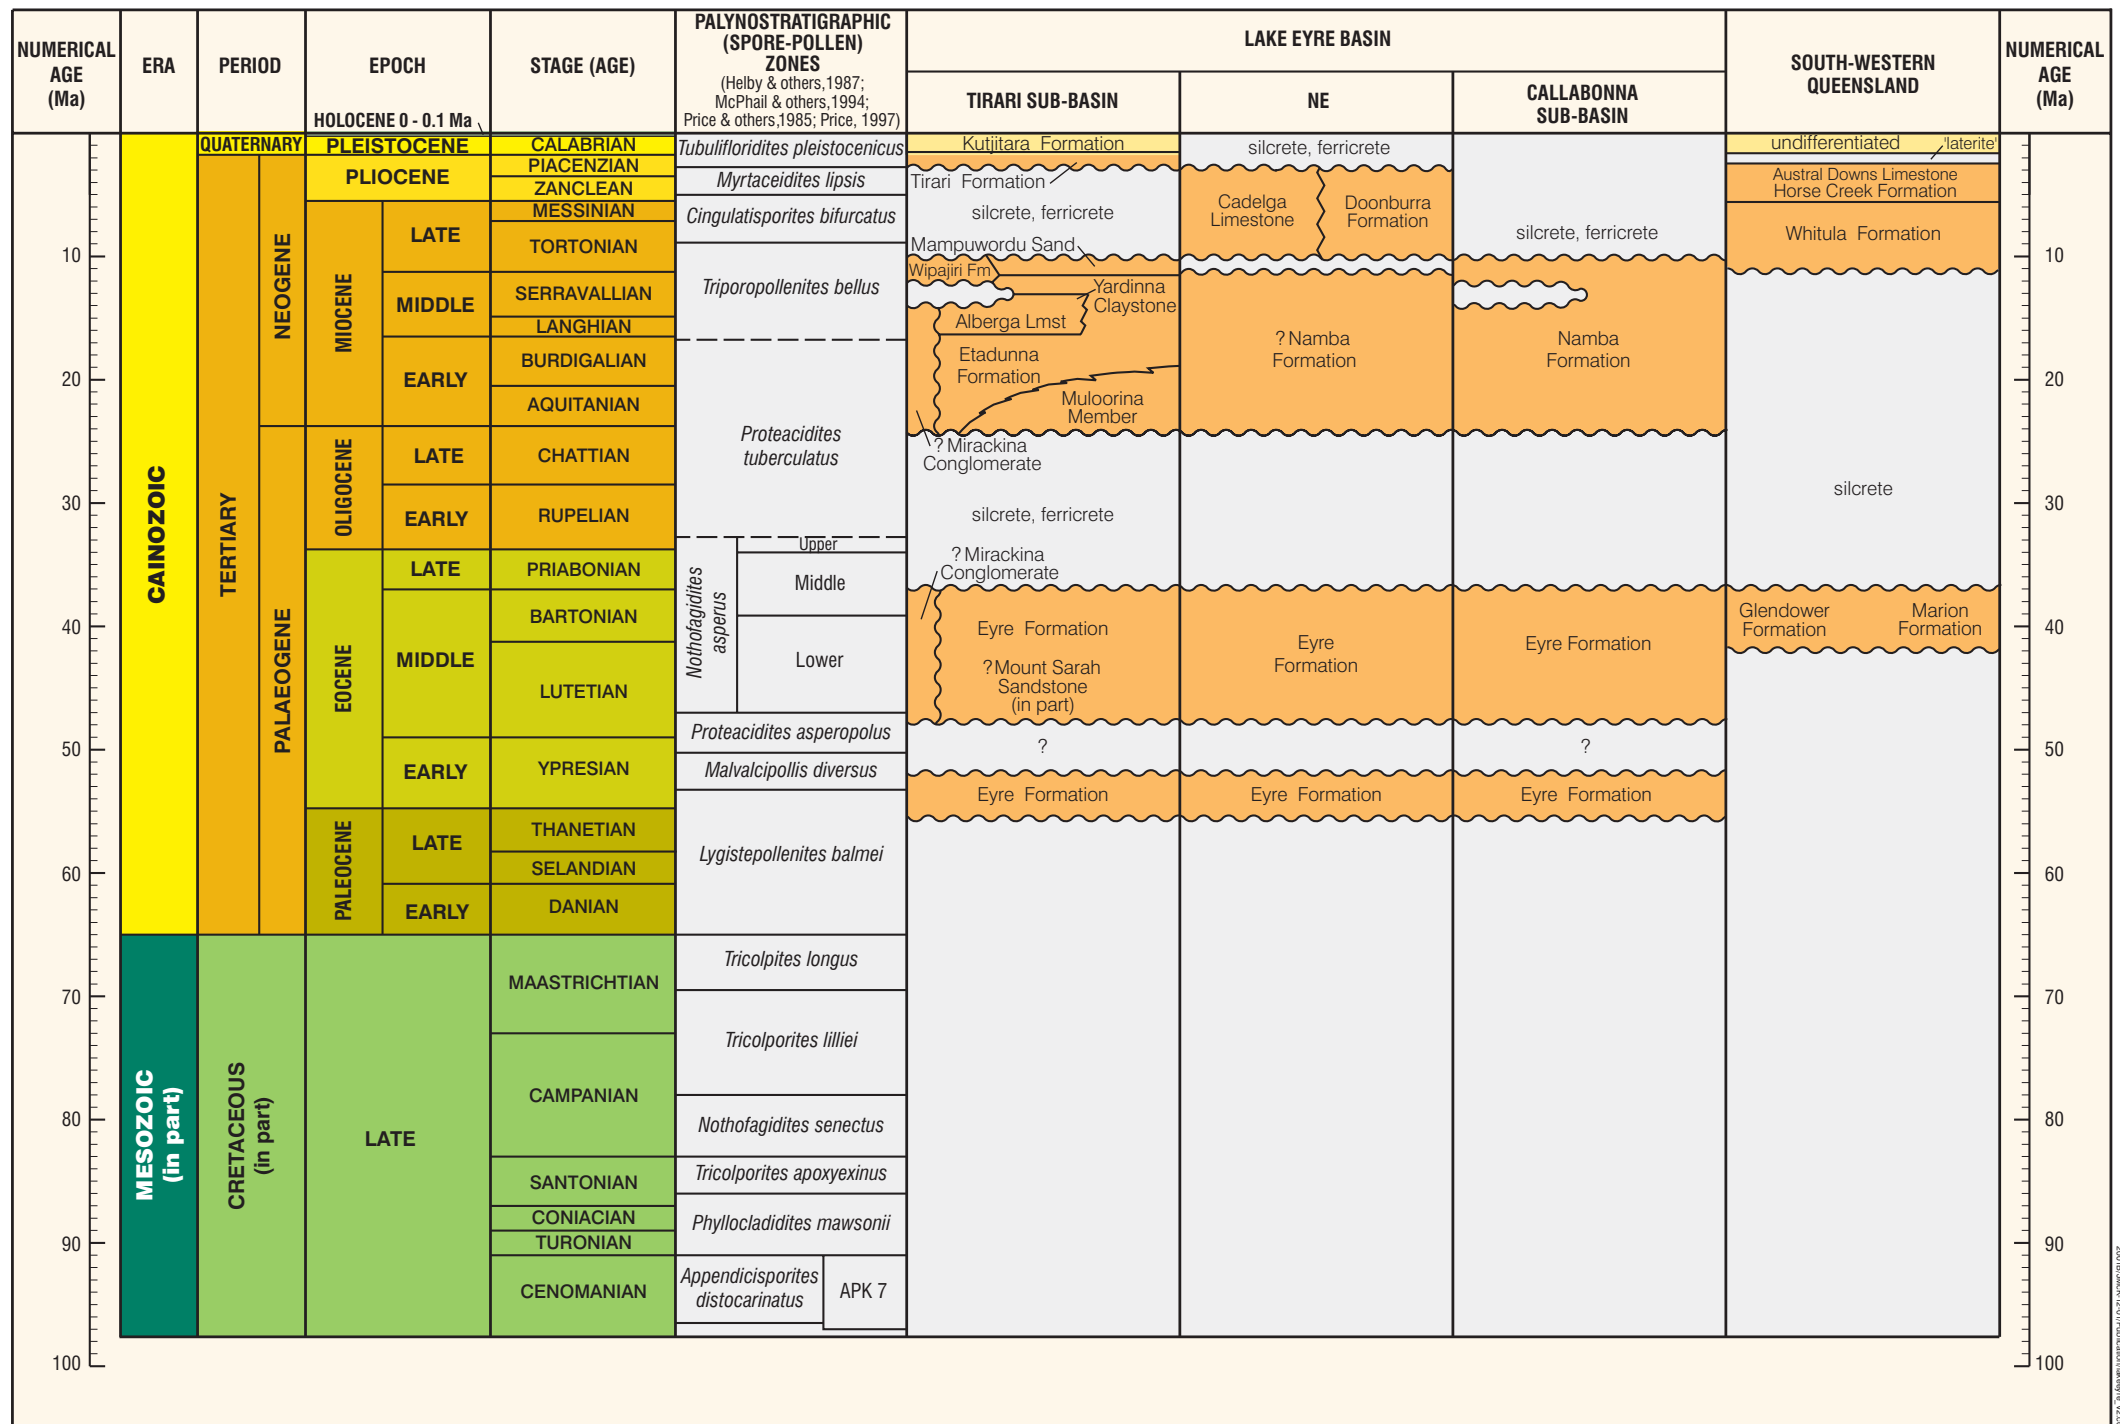 NUMERICAL
AGE
(Ma)
ERA
PERIOD
EPOCH
HOLOCENE 0 - 0.1 Ma
STAGE (AGE)
PALYNOSTRATIGRAPHIC
(SPORE-POLLEN)
ZONES
(Helby & others,1987;
McPhail & others,1994;
Price & others,1985; Price, 1997)
LAKE EYRE BASIN
TIRARI SUB-BASIN
NE
CALLABONNA
SUB-BASIN
SOUTH-WESTERN
QUEENSLAND
NUMERICAL
AGE
(Ma)
10
20
30
40
50
60
70
80
90
100
CAINOZOIC
MESOZOIC
(in part)
QUATERNARY
TERTIARY
NEOGENE
PALAEOGENE
CRETACEOUS
(in part)
PLEISTOCENE
PLIOCENE
MIOCENE
LATE
MIDDLE
EARLY
OLIGOCENE
LATE
EARLY
EOCENE
LATE
MIDDLE
EARLY
PALEOCENE
LATE
EARLY
LATE
CALABRIAN
PIACENZIAN
ZANCLEAN
MESSINIAN
TORTONIAN
SERRAVALLIAN
LANGHIAN
BURDIGALIAN
AQUITANIAN
CHATTIAN
RUPELIAN
PRIABONIAN
BARTONIAN
LUTETIAN
YPRESIAN
THANETIAN
SELANDIAN
DANIAN
MAASTRICHTIAN
CAMPANIAN
SANTONIAN
CONIACIAN
TURONIAN
CENOMANIAN
Tubulifloridites pleistocenicus
Myrtaceidites lipsis
Cingulatisporites bifurcatus
Triporopollenites bellus
Proteacidites
tuberculatus
Nothofagidites
asperus
Upper
Middle
Lower
Proteacidites asperopolus
Malvalcipollis diversus
Lygistepollenites balmei
Tricolpites longus
Tricolporites lilliei
Nothofagidites senectus
Tricolporites apoxyexinus
Phyllocladidites mawsonii
Appendicisporites
distocarinatus
APK 7
Kutjitara Formation
Tirari Formation
silcrete, ferricrete
Mampuwordu Sand
Wipajiri Fm
Yardinna
Claystone
Alberga Lmst
Etadunna
Formation
Muloorina
Member
? Mirackina
Conglomerate
silcrete, ferricrete
? Mirackina
Conglomerate
Eyre Formation
? Mount Sarah
Sandstone
(in part)
?
Eyre Formation
silcrete, ferricrete
Cadelga
Limestone
Doonburra
Formation
? Namba
Formation
Eyre
Formation
Eyre Formation
silcrete, ferricrete
Namba
Formation
Eyre Formation
?
Eyre Formation
undifferentiated
'laterite'
Austral Downs Limestone
Horse Creek Formation
Whitula Formation
silcrete
Glendower
Formation
Marion
Formation
10
20
30
40
50
60
70
80
90
100